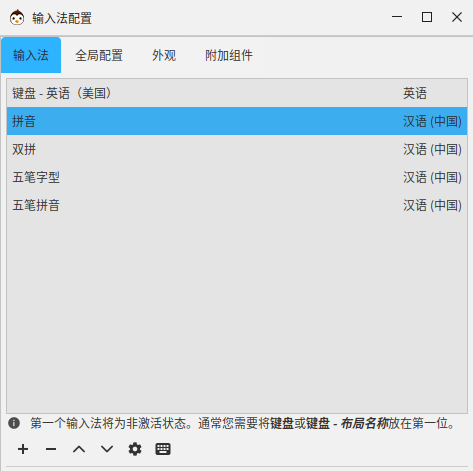 输入法配置
输入法 全局配置 外观 附加组件
键盘 - 英语（美国） 英语
拼音 汉语 (中国)
双拼 汉语 (中国)
五笔字型 汉语 (中国)
五笔拼音 汉语 (中国)
第一个输入法将为非激活状态。通常您需要将键盘或键盘 - 布局名称放在第一位。